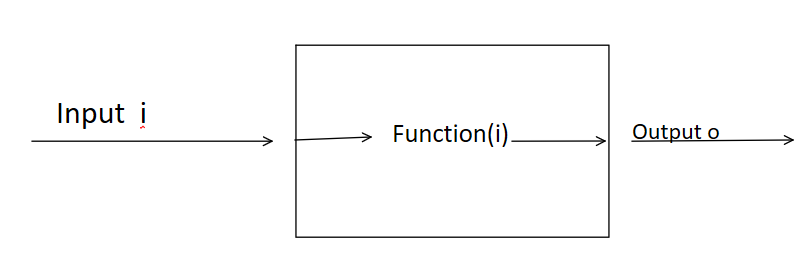 Input i
Function(i)
Output o